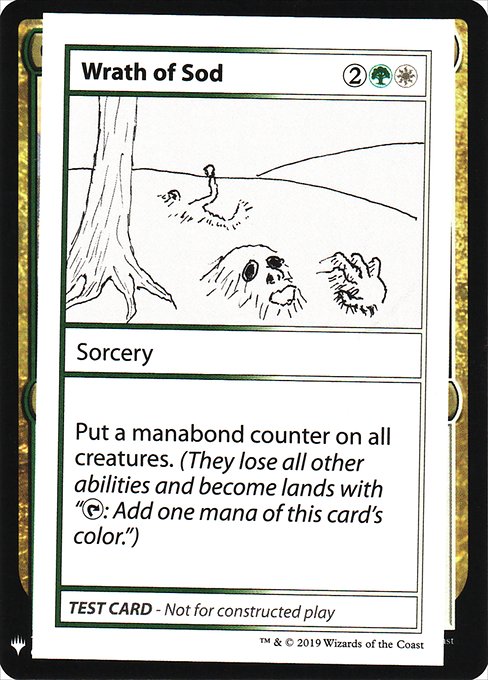 Wrath of Sod 2
Sorcery
Put a manabond counter on all
creatures. (They lose all other
abilities and become lands with
“: Add one mana of this card’s
color.”)
TEST CARD - Not for constructed play
™ & © 2019 Wizards of the Coast